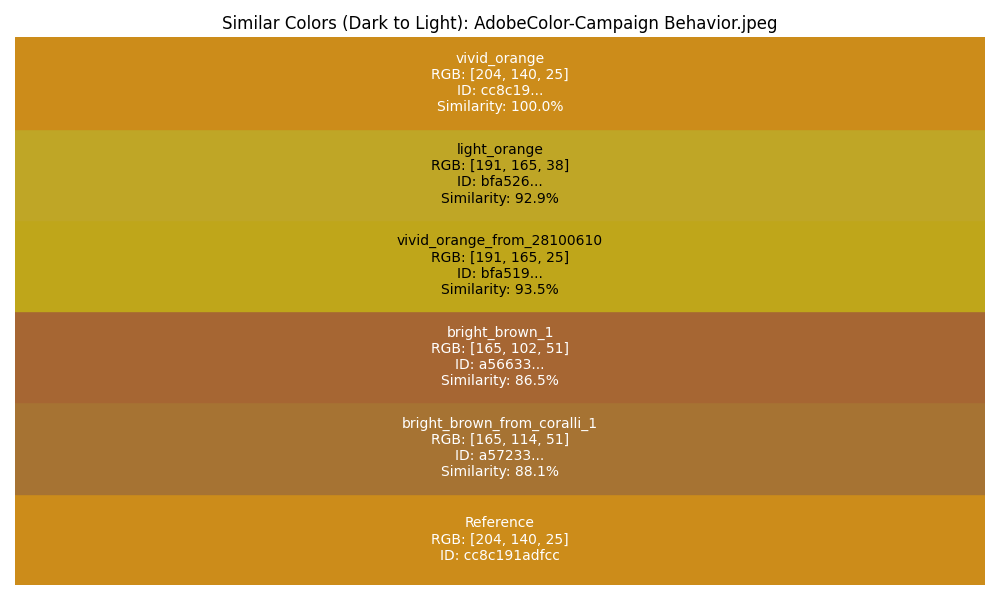 Similar Colors (Dark to Light): AdobeColor-Campaign Behavior.jpeg
vivid_orange
RGB: [204, 140, 25]
ID: cc8c19...
Similarity: 100.0%
light_orange
RGB: [191, 165, 38]
ID: bfa526...
Similarity: 92.9%
vivid_orange_from_28100610
RGB: [191, 165, 25]
ID: bfa519...
Similarity: 93.5%
bright_brown_1
RGB: [165, 102, 51]
ID: a56633...
Similarity: 86.5%
bright_brown_from_coralli_1
RGB: [165, 114, 51]
ID: a57233...
Similarity: 88.1%
Reference
RGB: [204, 140, 25]
ID: cc8c191adfcc